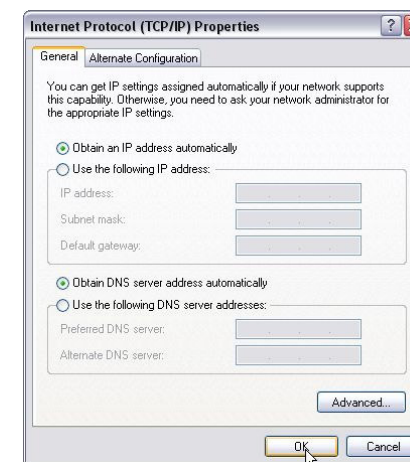 Internet Protocol (TCP/IP) Properties
General
Alternate Configuration
You can get IP settings assigned automatically if your network supports
this capability. Otherwise, you need to ask your network administrator for
the appropriate IP settings.
Obtain an IP address automatically
Use the following IP address:
IP address:
Subnet mask:
Default gateway:
Obtain DNS server address automatically
Use the following DNS server addresses:
Preferred DNS server:
Alternate DNS server:
Advanced...
OK
Cancel